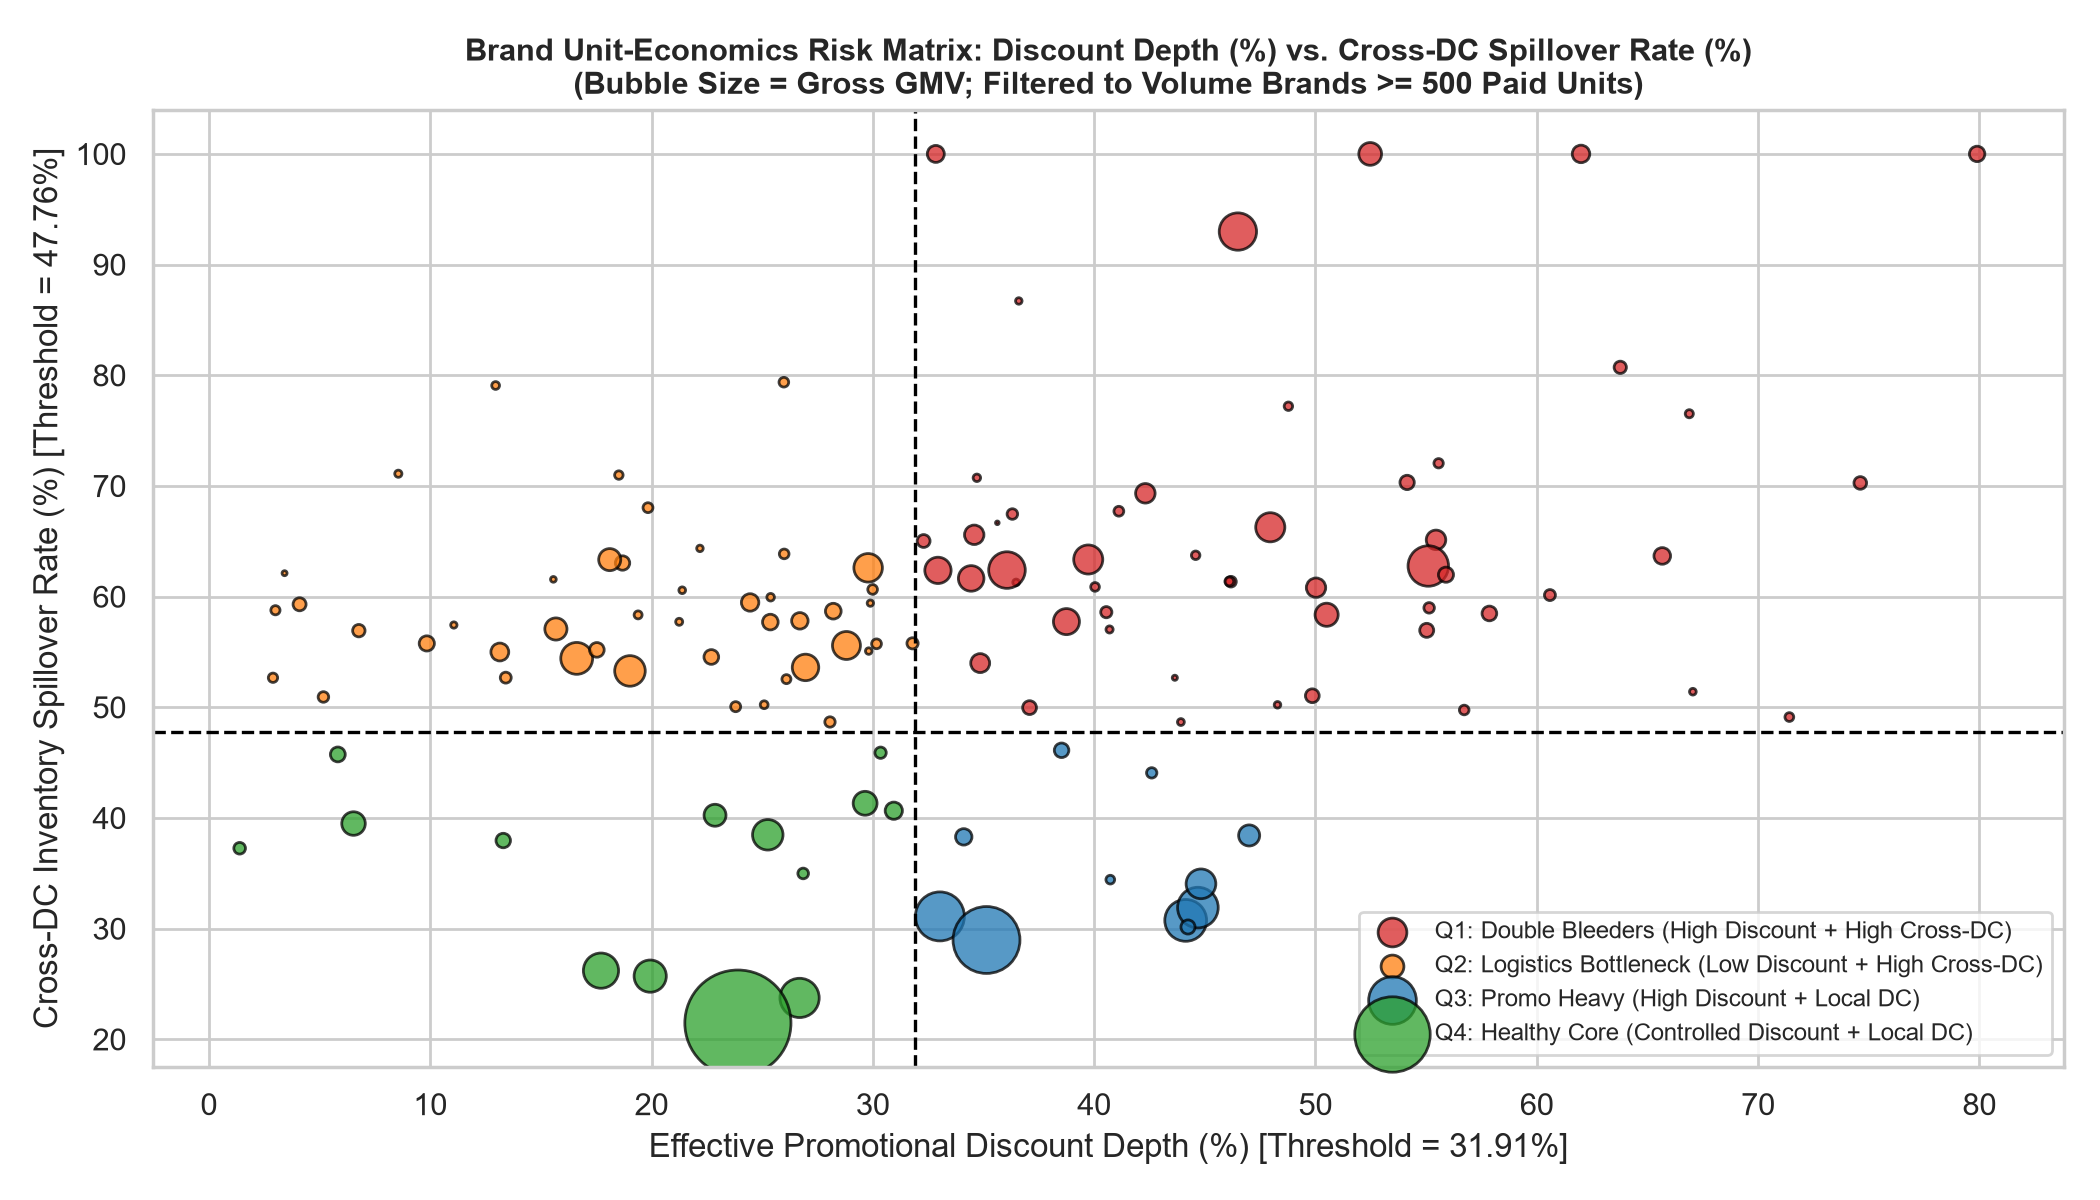 Brand Unit-Economics Risk Matrix: Discount Depth (%) vs. Cross-DC Spillover Rate (%)
(Bubble Size = Gross GMV; Filtered to Volume Brands >= 500 Paid Units)
Cross-DC Inventory Spillover Rate (%) [Threshold = 47.76%]
100
90
80
70
60
50
40
30
20
Q1: Double Bleeders (High Discount + High Cross-DC)
Q2: Logistics Bottleneck (Low Discount + High Cross-DC)
Q3: Promo Heavy (High Discount + Local DC)
Q4: Healthy Core (Controlled Discount + Local DC)
0 10 20 30 40 50 60 70 80
Effective Promotional Discount Depth (%) [Threshold = 31.91%]